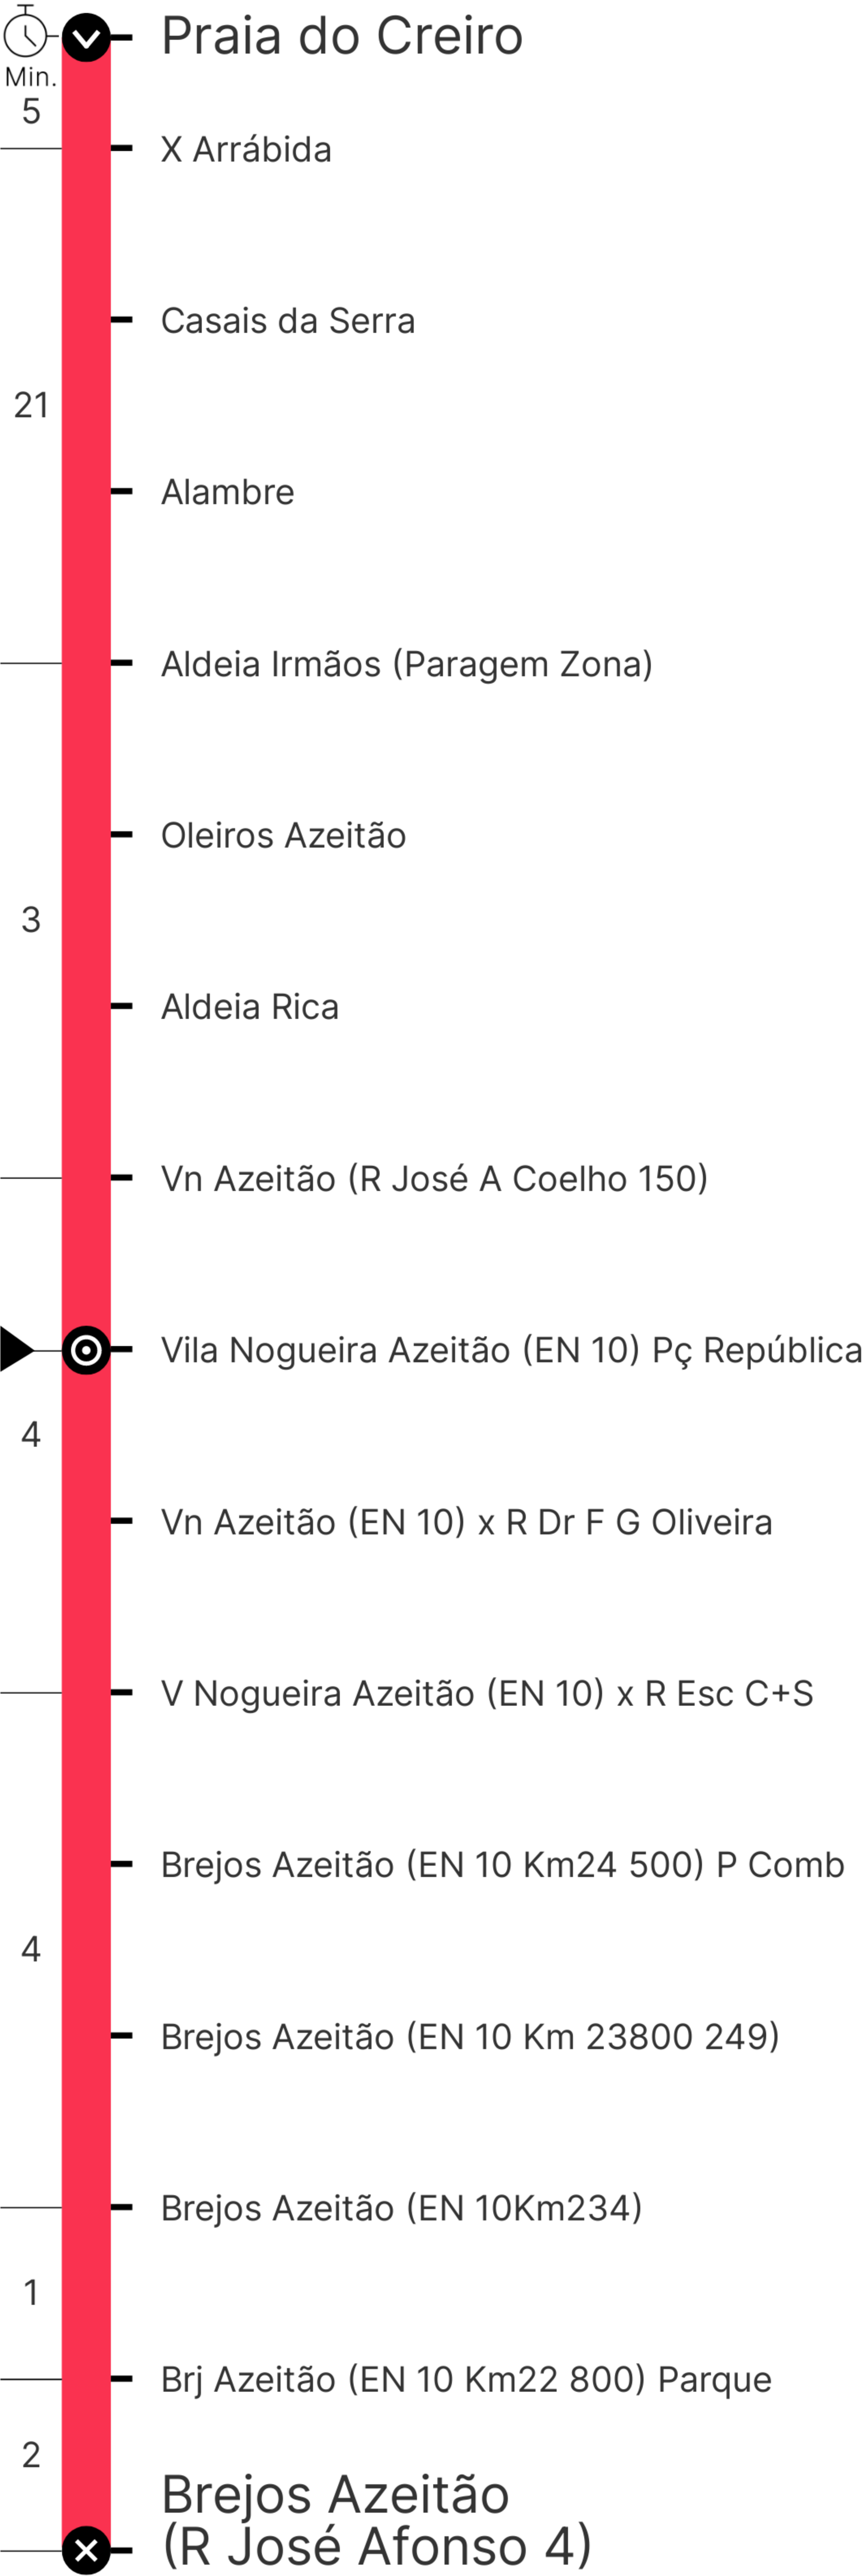 Praia do Creiro
Min.
5
X Arrábida
Casais da Serra
21
Alambre
Aldeia Irmãos (Paragem Zona)
Oleiros Azeitão
3
Aldeia Rica
Vn Azeitão (R José A Coelho 150)
Vila Nogueira Azeitão (EN 10) Pç República
4
Vn Azeitão (EN 10) x R Dr F G Oliveira
V Nogueira Azeitão (EN 10) x R Esc C+S
Brejos Azeitão (EN 10 Km24 500) P Comb
4
Brejos Azeitão (EN 10 Km 23800 249)
Brejos Azeitão (EN 10Km234)
1
Brj Azeitão (EN 10 Km22 800) Parque
2
Brejos Azeitão
(R José Afonso 4)